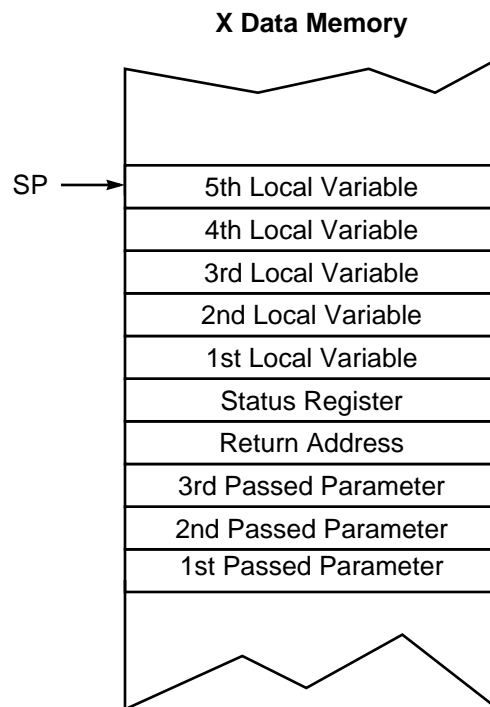 X Data Memory
SP
5th Local Variable
4th Local Variable
3rd Local Variable
2nd Local Variable
1st Local Variable
Status Register
Return Address
3rd Passed Parameter
2nd Passed Parameter
1st Passed Parameter